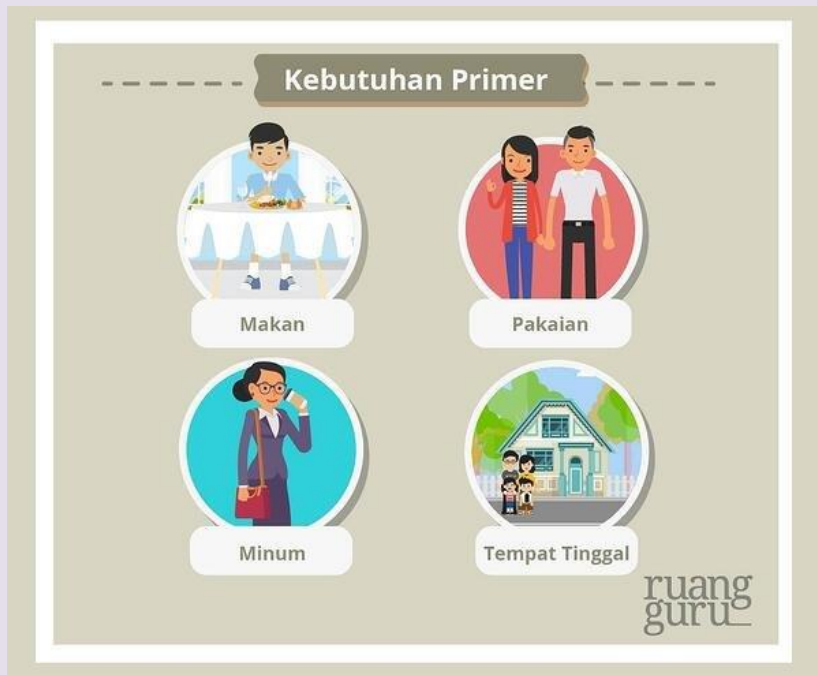 Kebutuhan Primer
Makan
Pakaian
Minum
Tempat Tinggal
ruang
guru